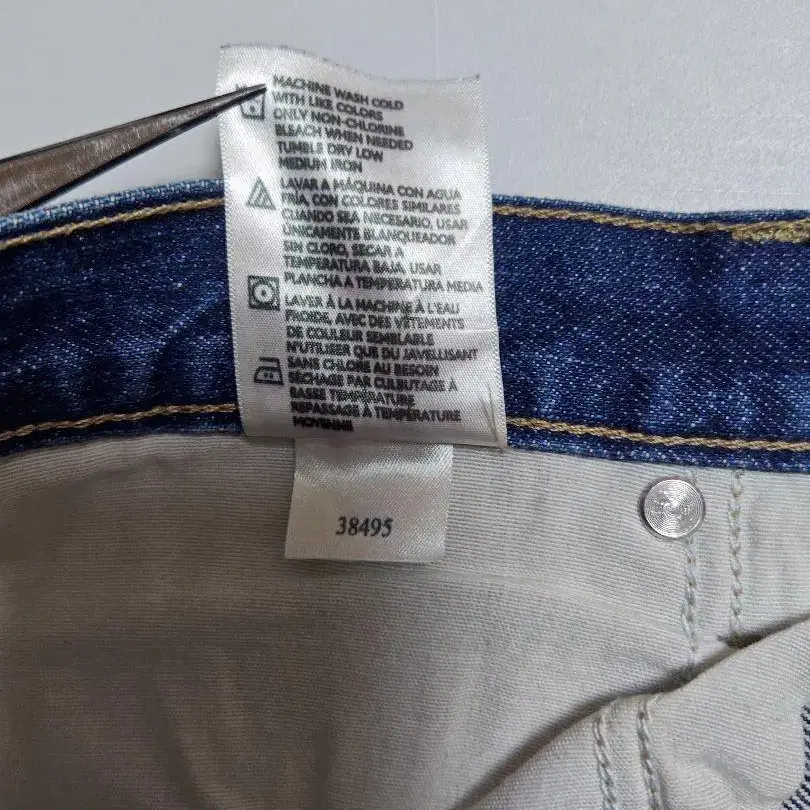 MACHINE WASH COLD
WITH LIKE COLORS
ONLY NON-CHLORINE
BLEACH WHEN NEEDED
TUMBLE DRY LOW
MEDIUM IRON
LAVAR A MÁQUINA CON AGUA
FRÍA, CON COLORES SIMILARES
CUANDO SEA NECESARIO, USAR
ÚNICAMENTE BLANQUEADOR
SIN CLORO, SECAR A
TEMPERATURA BAJA, USAR
PLANCHA A TEMPERATURA MEDIA
LAVER À LA MACHINE À L'EAU
FROIDE, AVEC DES VÊTEMENTS
DE COULEUR SEMBLABLE
N'UTILISER QUE DU JAVELLISANT
SANS CHLORE AU BESOIN
SÉCHAGE PAR CULBUTAGE À
BASSE TEMPÉRATURE
REPASSAGE À TEMPÉRATURE
MOYENNE
38495